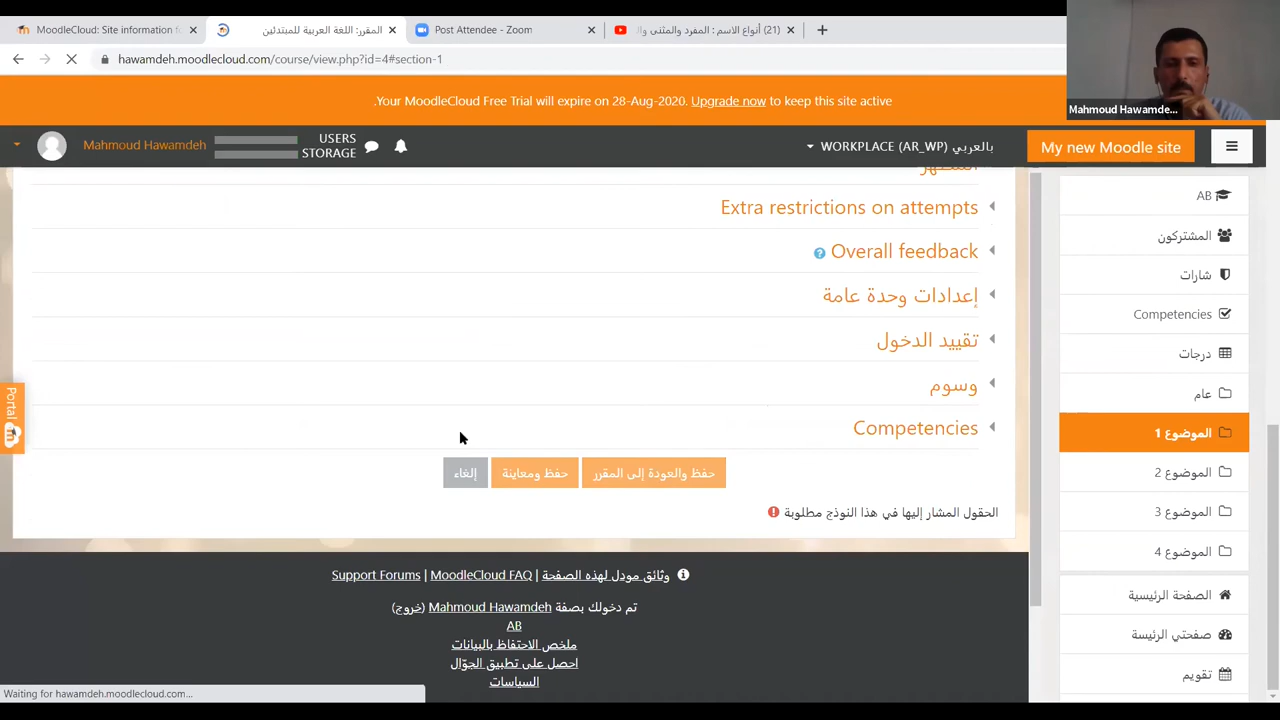 MoodleCloud: Site information f
المقرر: اللغة العربية للمبتدئين
Post Attendee - Zoom
(21) أنواع الاسم : المفرد والمثنى وال
hawamdeh.moodlecloud.com/course/view.php?id=4#section-1
Mahmoud Hawamde...
.Your MoodleCloud Free Trial will expire on 28-Aug-2020. Upgrade now to keep this site active
Mahmoud Hawamdeh
USERS
STORAGE
بالعربي WORKPLACE (AR_WP)
My new Moodle site
المظهر
Extra restrictions on attempts
Overall feedback
إعدادات وحدة عامة
تقييد الدخول
وسوم
Competencies
حفظ والعودة إلى المقرر
حفظ ومعاينة
إلغاء
الحقول المشار إليها في هذا النوذج مطلوبة
AB
المشتركون
شارات
Competencies
درجات
عام
الموضوع 1
الموضوع 2
الموضوع 3
الموضوع 4
الصفحة الرئيسية
صفحتي الرئسة
تقويم
Portal
وثائق مودل لهذه الصفحة | MoodleCloud FAQ | Support Forums
تم دخولك بصفة Mahmoud Hawamdeh (خروج)
AB
ملخص الاحتفاظ بالبيانات
احصل على تطبيق الجوّال
السياسات
Waiting for hawamdeh.moodlecloud.com...